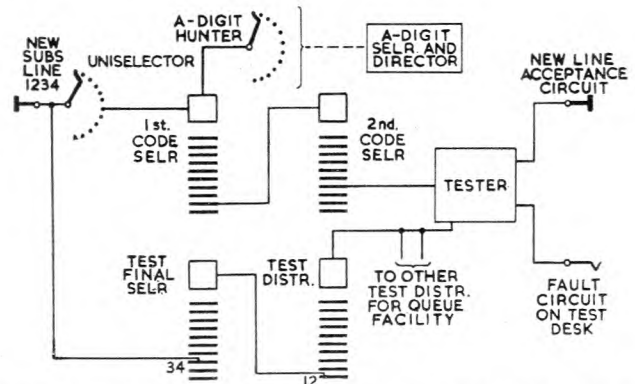 A-DIGIT
HUNTER
NEW
SUBS
LINE
1234
UNISELECTOR
A-DIGIT
SELR. AND
DIRECTOR
NEW LINE
ACCEPTANCE
CIRCUIT
1st.
CODE
SELR
2nd.
CODE
SELR
TESTER
TEST
FINAL
SELR
TEST
DISTR.
TO OTHER
TEST DISTR.
FOR QUEUE
FACILITY
FAULT
CIRCUIT
ON TEST
DESK
34
12